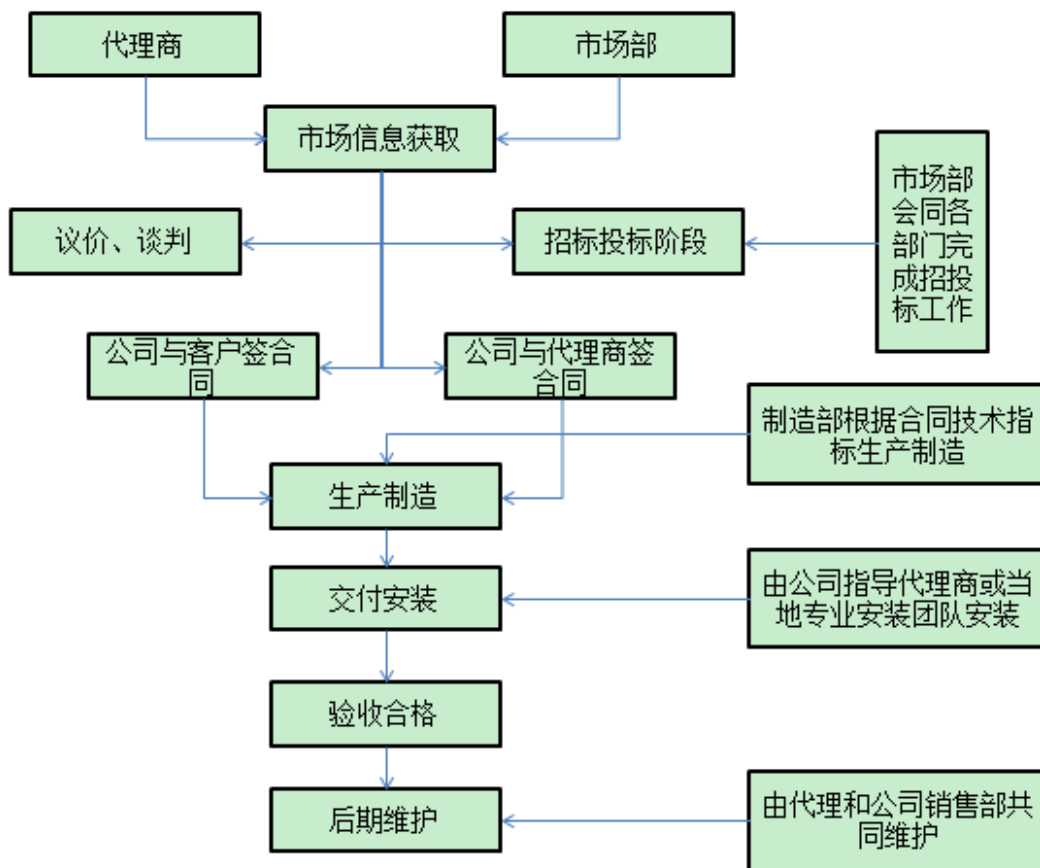 代理商
市场部
市场信息获取
议价、谈判
招标投标阶段
市场部
会同各
部门完
成招投
标工作
公司与客户签合
同
公司与代理商签
合同
制造部根据合同技术指
标生产制造
生产制造
交付安装
由公司指导代理商或当
地专业安装团队安装
验收合格
后期维护
由代理和公司销售部共
同维护